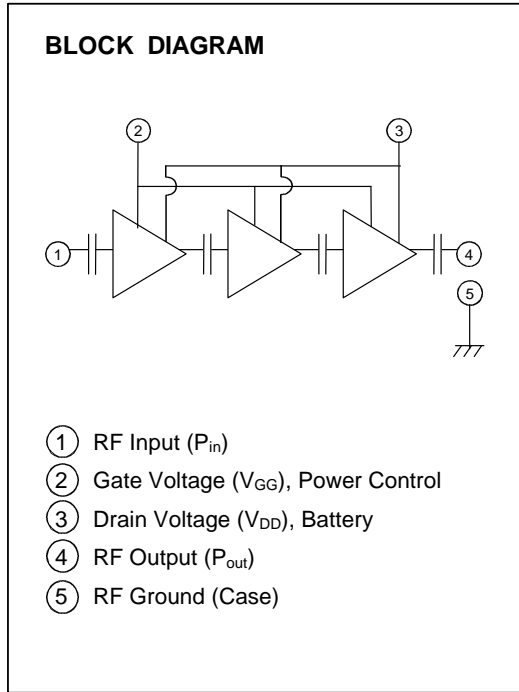 BLOCK DIAGRAM
2
3
1
4
5
1 RF Input (Pin)
2 Gate Voltage (VGG), Power Control
3 Drain Voltage (VDD), Battery
4 RF Output (Pout)
5 RF Ground (Case)